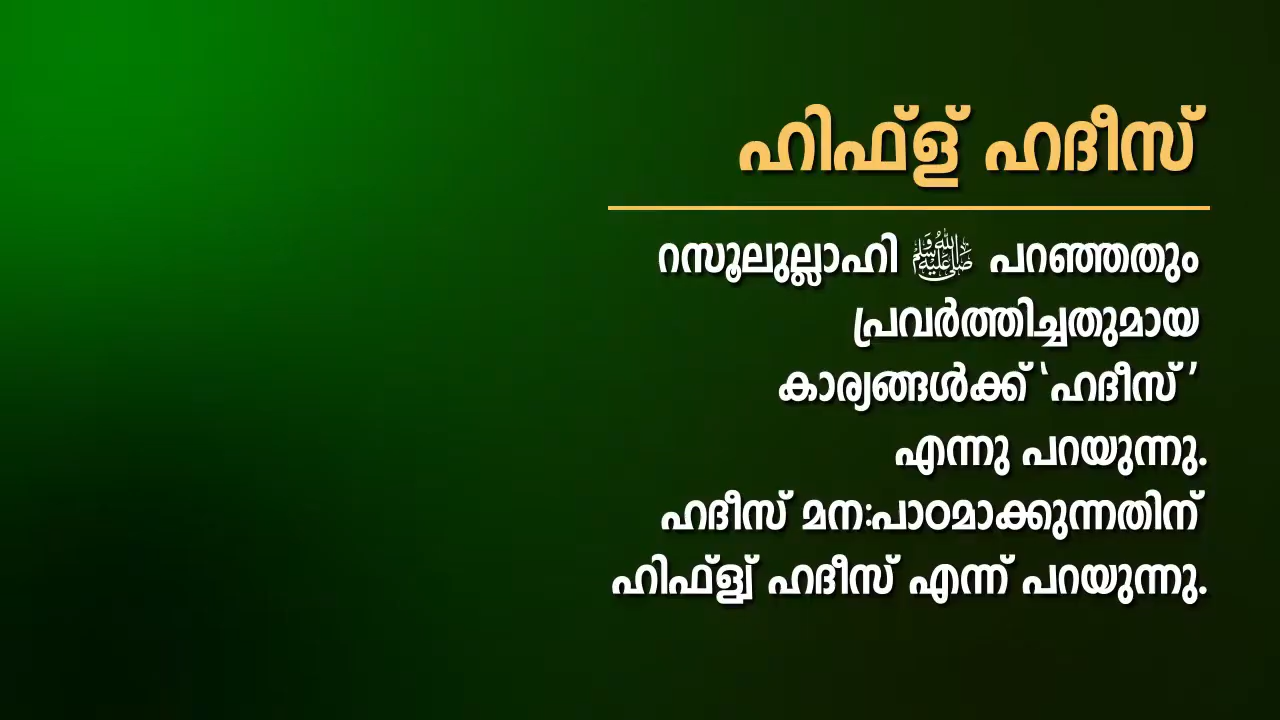 ഹിഫ്ള് ഹദീസ്
റസൂലുല്ലാഹി ﷺ പറഞ്ഞതും
പ്രവർത്തിച്ചതുമായ
കാര്യങ്ങൾക്ക് ‘ഹദീസ് ’
എന്നു പറയുന്നു.
ഹദീസ് മന:പാഠമാക്കുന്നതിന്
ഹിഫ്ള്വ് ഹദീസ് എന്ന് പറയുന്നു.